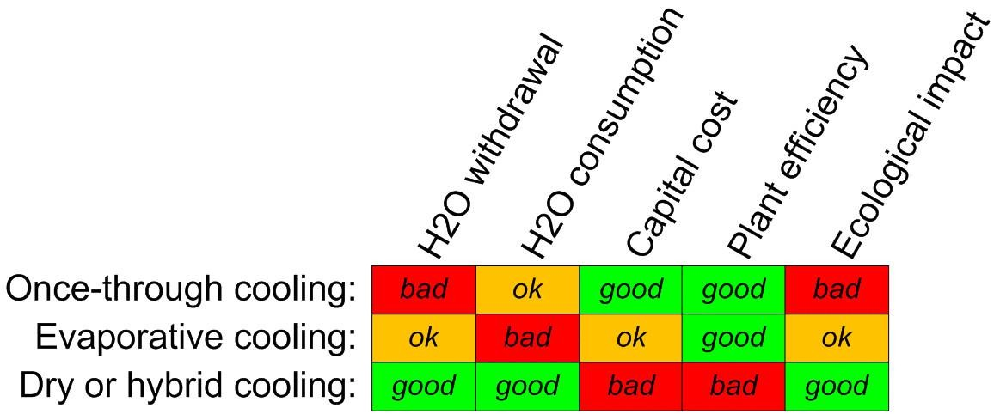 H2O withdrawal
H2O consumption
Capital cost
Plant efficiency
Ecological impact
Once-through cooling: bad ok good good bad
Evaporative cooling: ok bad ok good ok
Dry or hybrid cooling: good good bad bad good